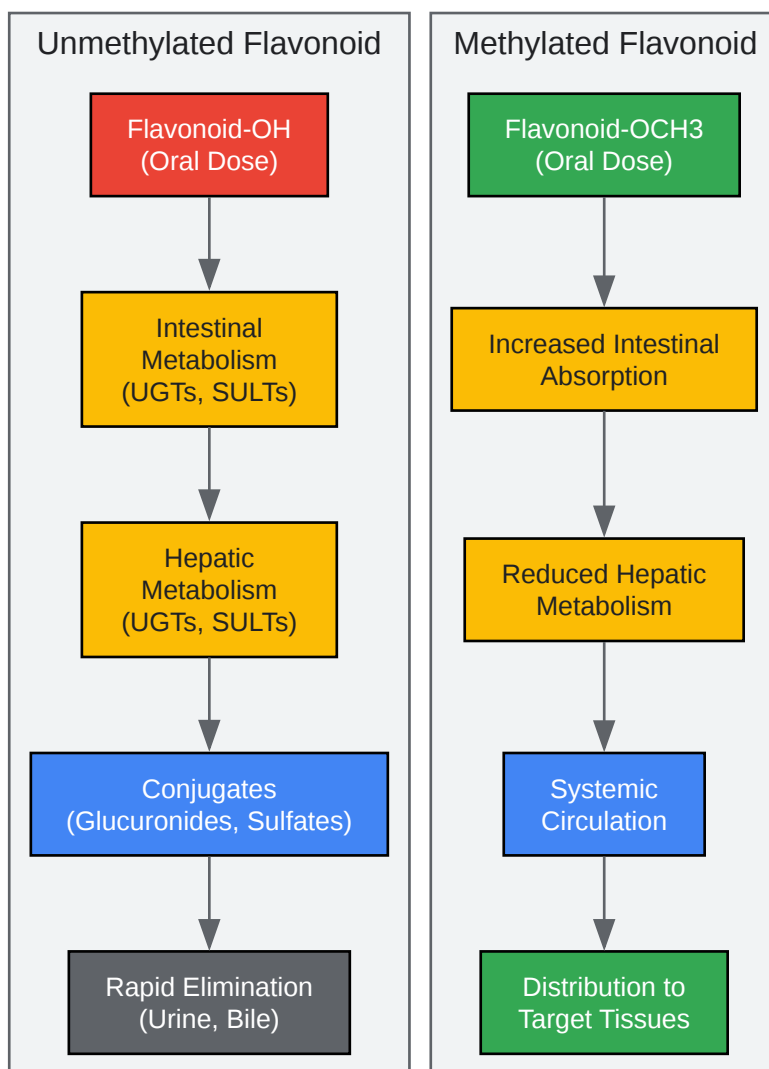 Unmethylated Flavonoid
Flavonoid-OH
(Oral Dose)
Intestinal
Metabolism
(UGTs, SULTs)
Hepatic
Metabolism
(UGTs, SULTs)
Conjugates
(Glucuronides, Sulfates)
Rapid Elimination
(Urine, Bile)
Methylated Flavonoid
Flavonoid-OCH3
(Oral Dose)
Increased Intestinal
Absorption
Reduced Hepatic
Metabolism
Systemic
Circulation
Distribution to
Target Tissues